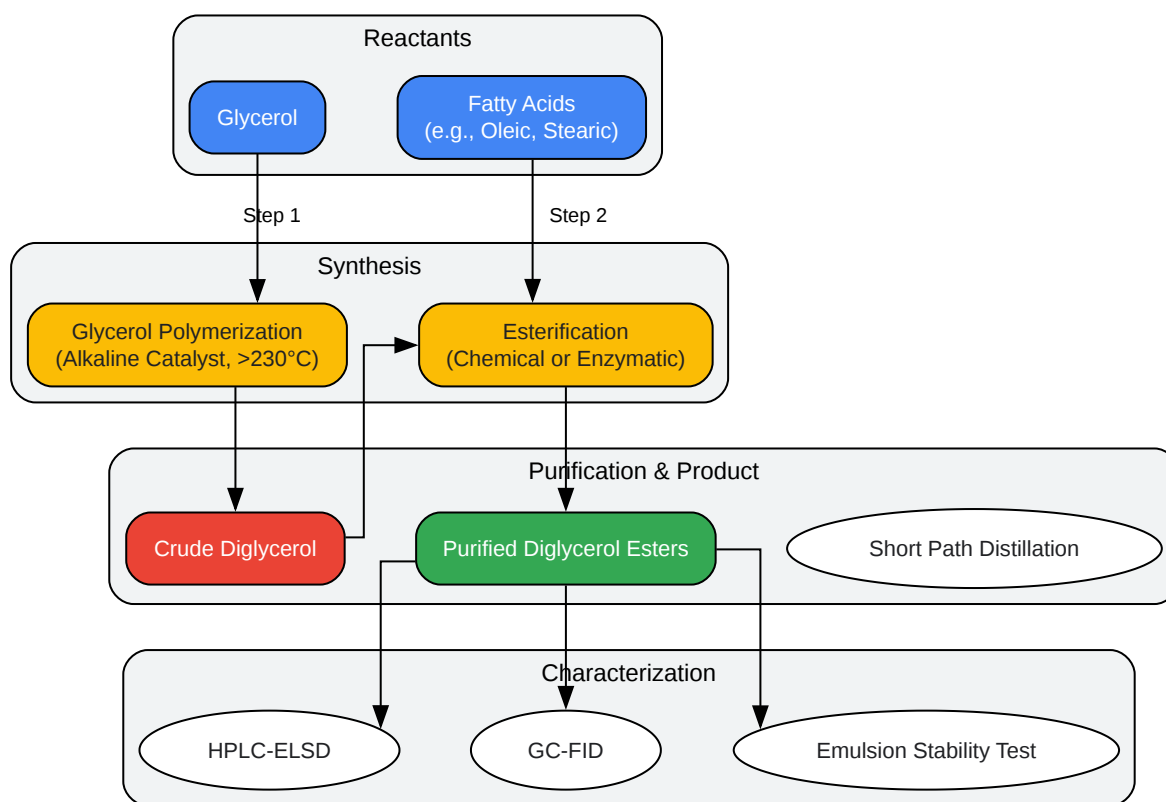 Reactants
Glycerol
Fatty Acids
(e.g., Oleic, Stearic)
Step 1
Step 2
Synthesis
Glycerol Polymerization
(Alkaline Catalyst, >230°C)
Esterification
(Chemical or Enzymatic)
Purification & Product
Crude Diglycerol
Purified Diglycerol Esters
Short Path Distillation
Characterization
HPLC-ELSD
GC-FID
Emulsion Stability Test